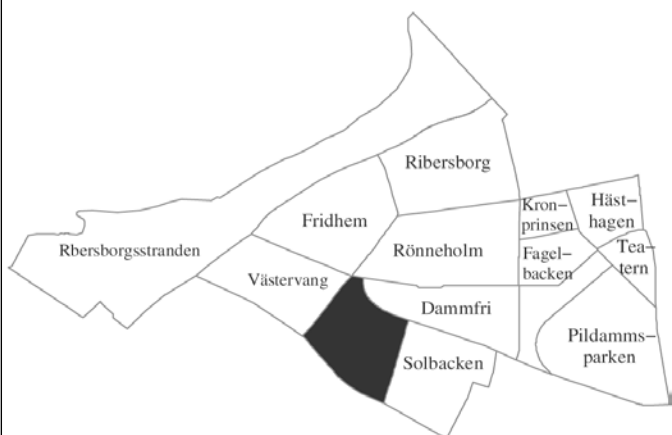 Ribersborg
Kron–
prinsen
Häst–
hagen
Fridhem
Rbersborgsstranden
Rönneholm
Fagel–
backen
Tea–
tern
Västervang
Dammfri
Pildamms–
parken
Solbacken